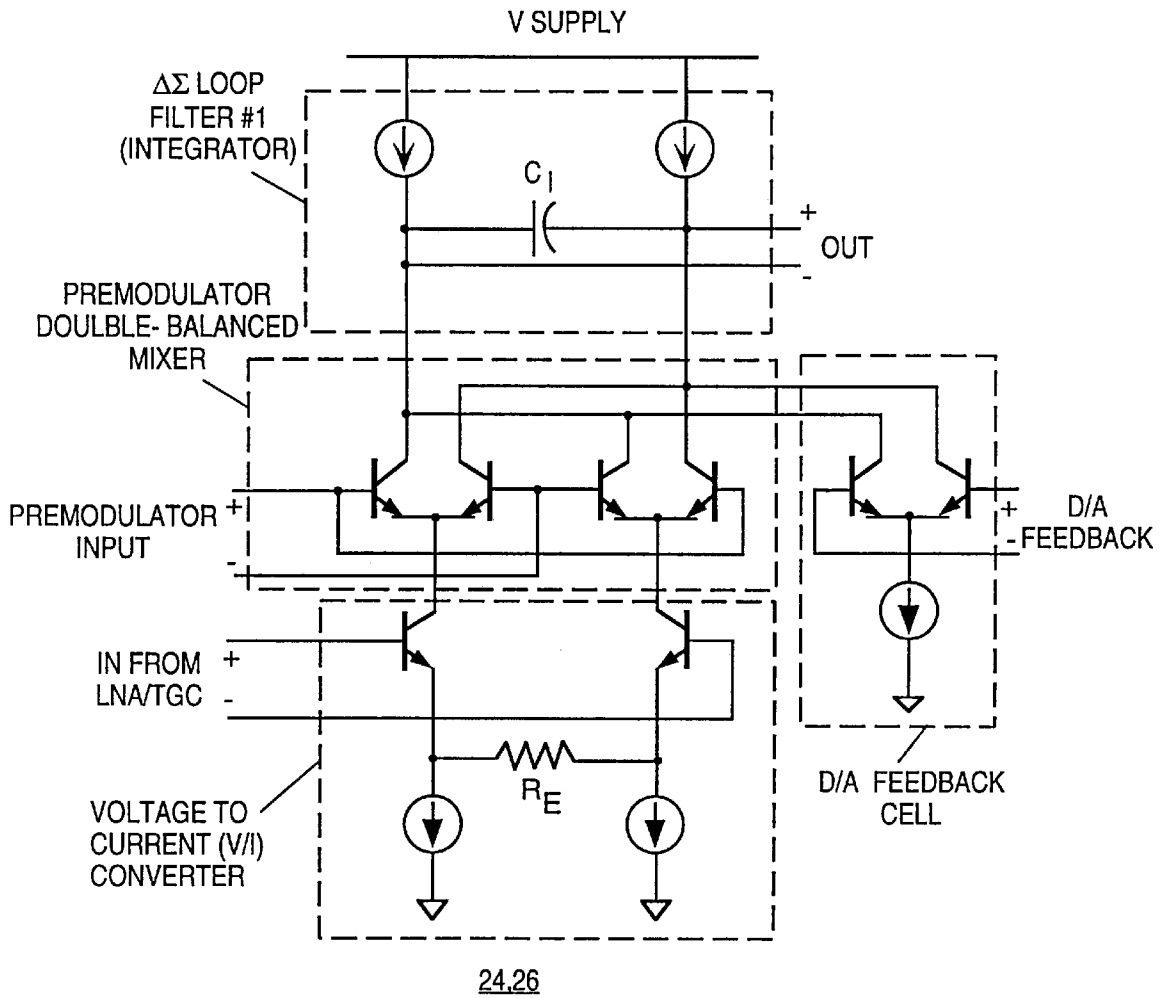 V SUPPLY
ΔΣ LOOP
FILTER #1
(INTEGRATOR)
C I
+
OUT
-
PREMODULATOR
DOULBLE- BALANCED
MIXER
PREMODULATOR
INPUT
+
-
+
-
D/A
FEEDBACK
IN FROM
LNA/TGC
+
-
R E
D/A FEEDBACK
CELL
VOLTAGE TO
CURRENT (V/I)
CONVERTER
24,26